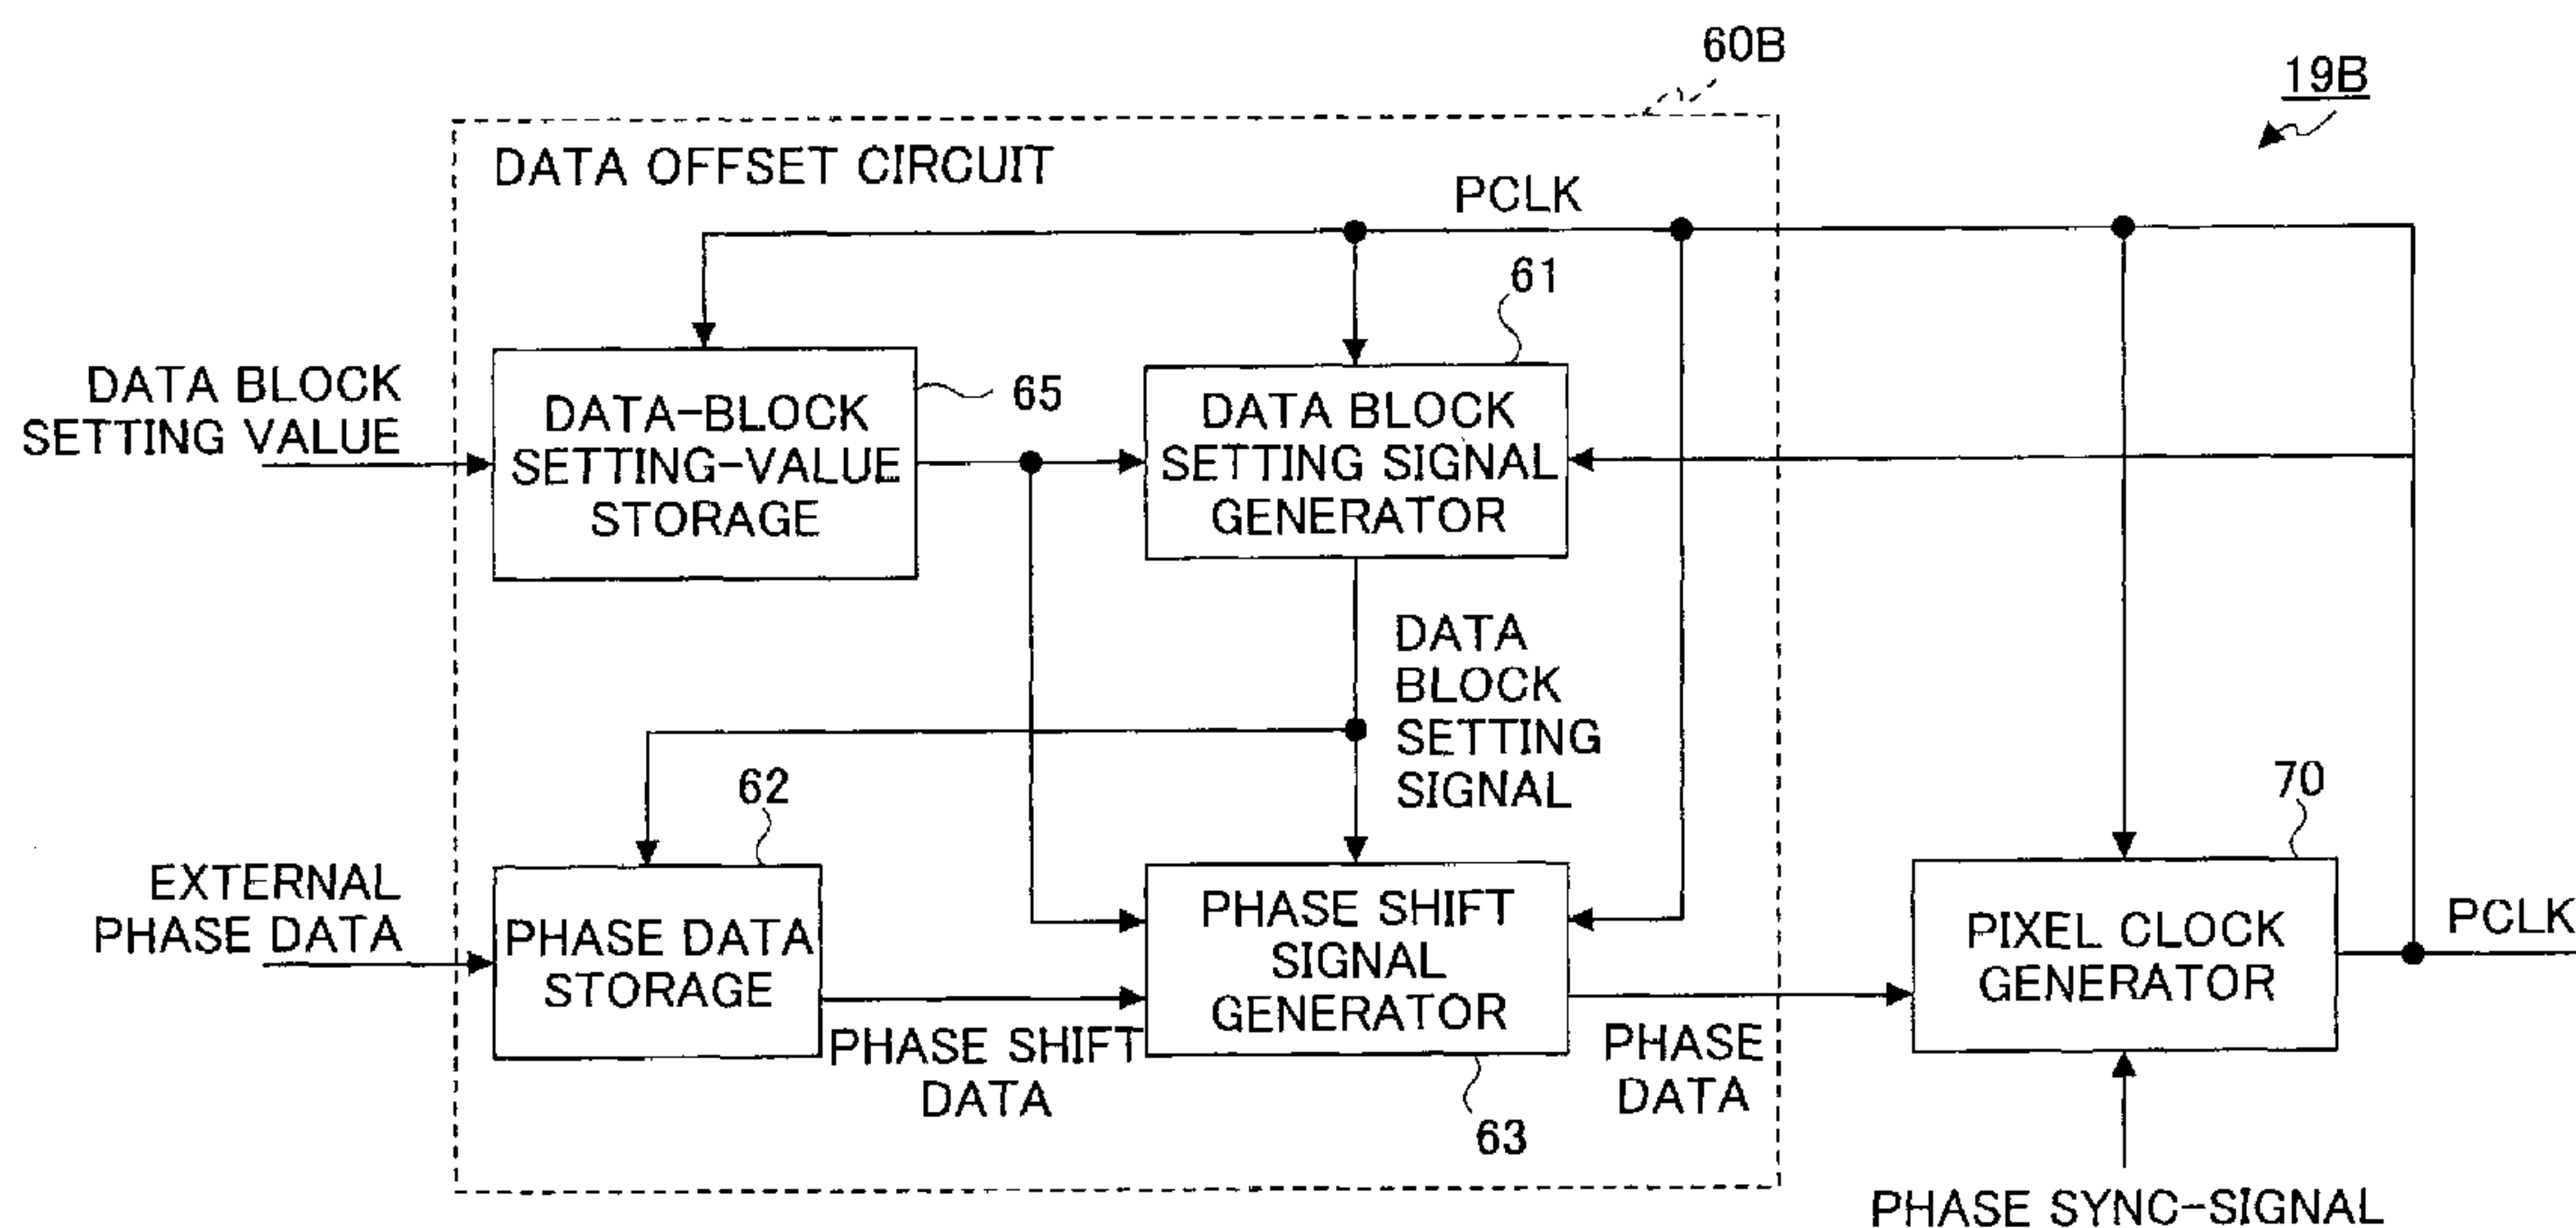 60B
19B
DATA OFFSET CIRCUIT
PCLK
61
DATA BLOCK
SETTING VALUE
DATA-BLOCK
SETTING-VALUE
STORAGE
65
DATA BLOCK
SETTING SIGNAL
GENERATOR
DATA
BLOCK
SETTING
SIGNAL
62
70
EXTERNAL
PHASE DATA
PHASE DATA
STORAGE
PHASE SHIFT
SIGNAL
GENERATOR
PIXEL CLOCK
GENERATOR
PCLK
PHASE SHIFT
DATA
PHASE
DATA
63
PHASE SYNC-SIGNAL